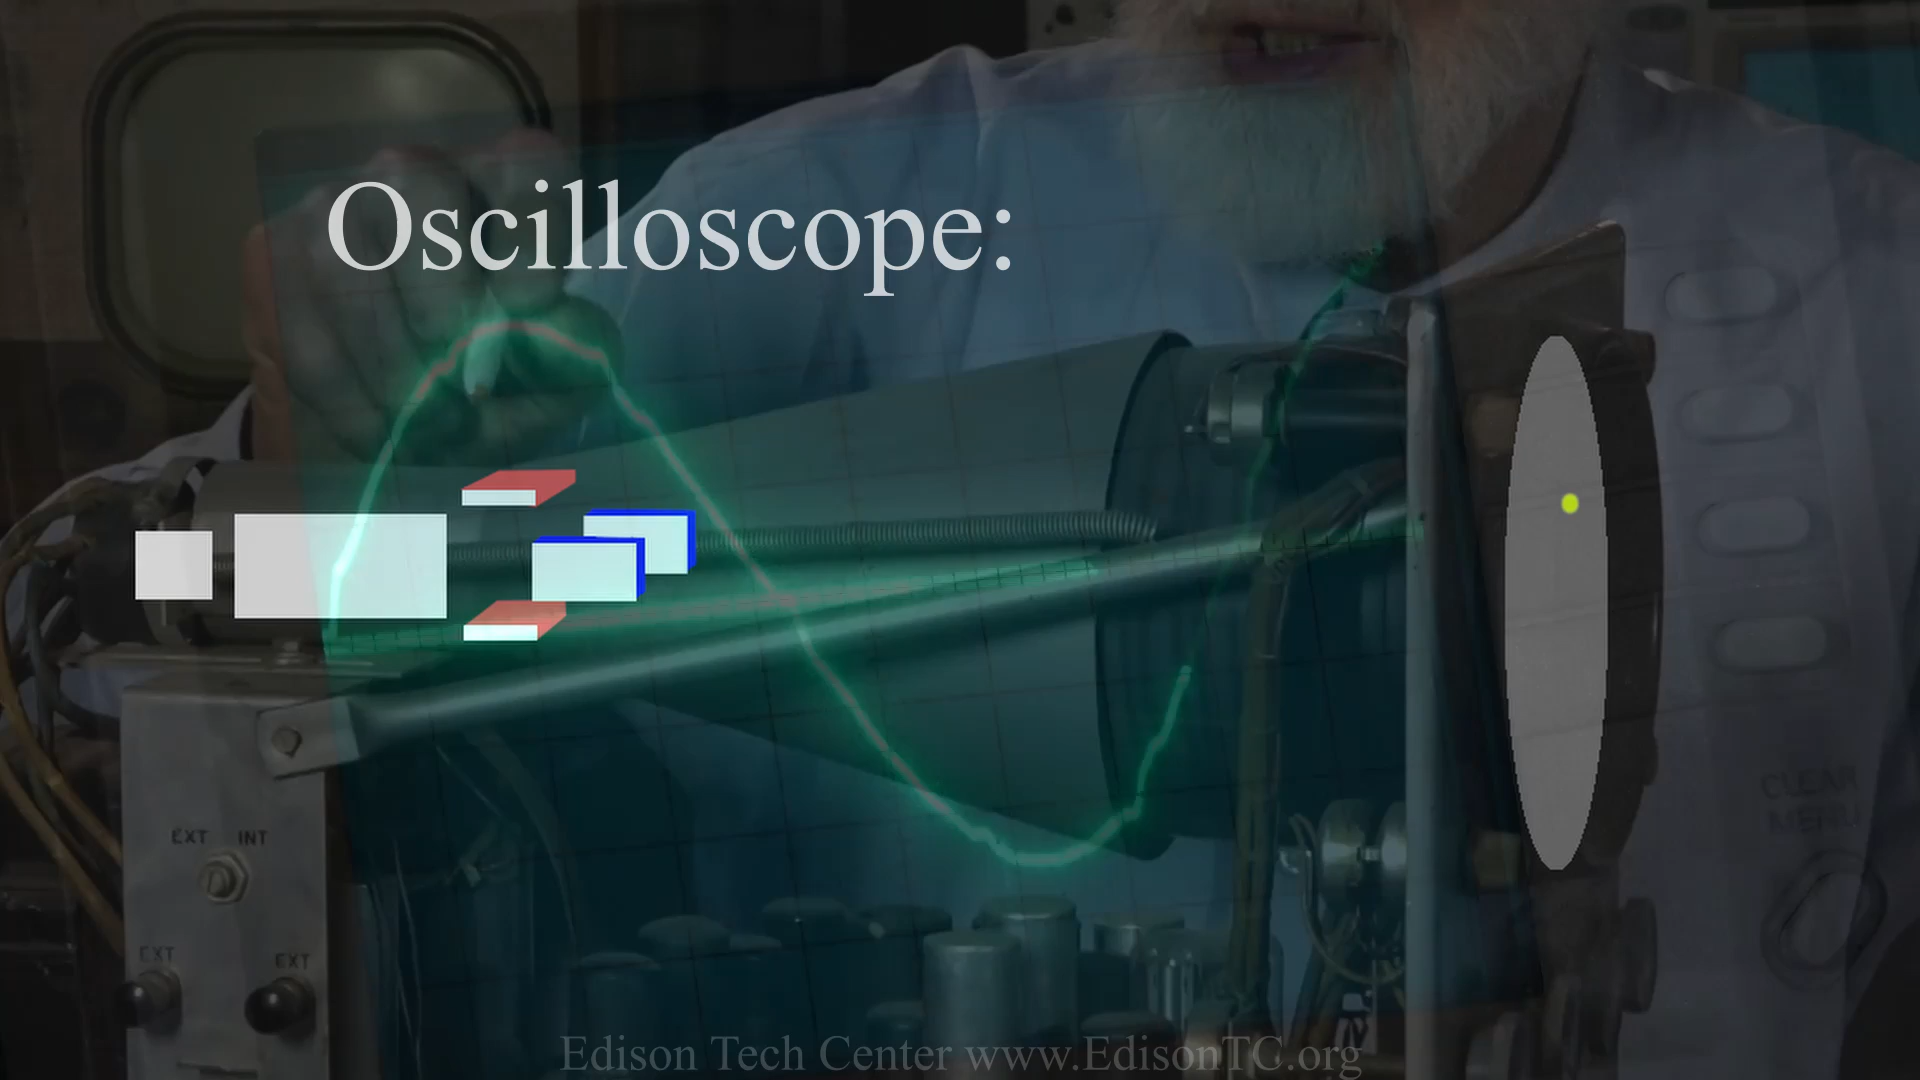 Oscilloscope:
CLEAR
MENU
EXT INT
EXT EXT
Edison Tech Center www.EdisonTC.org